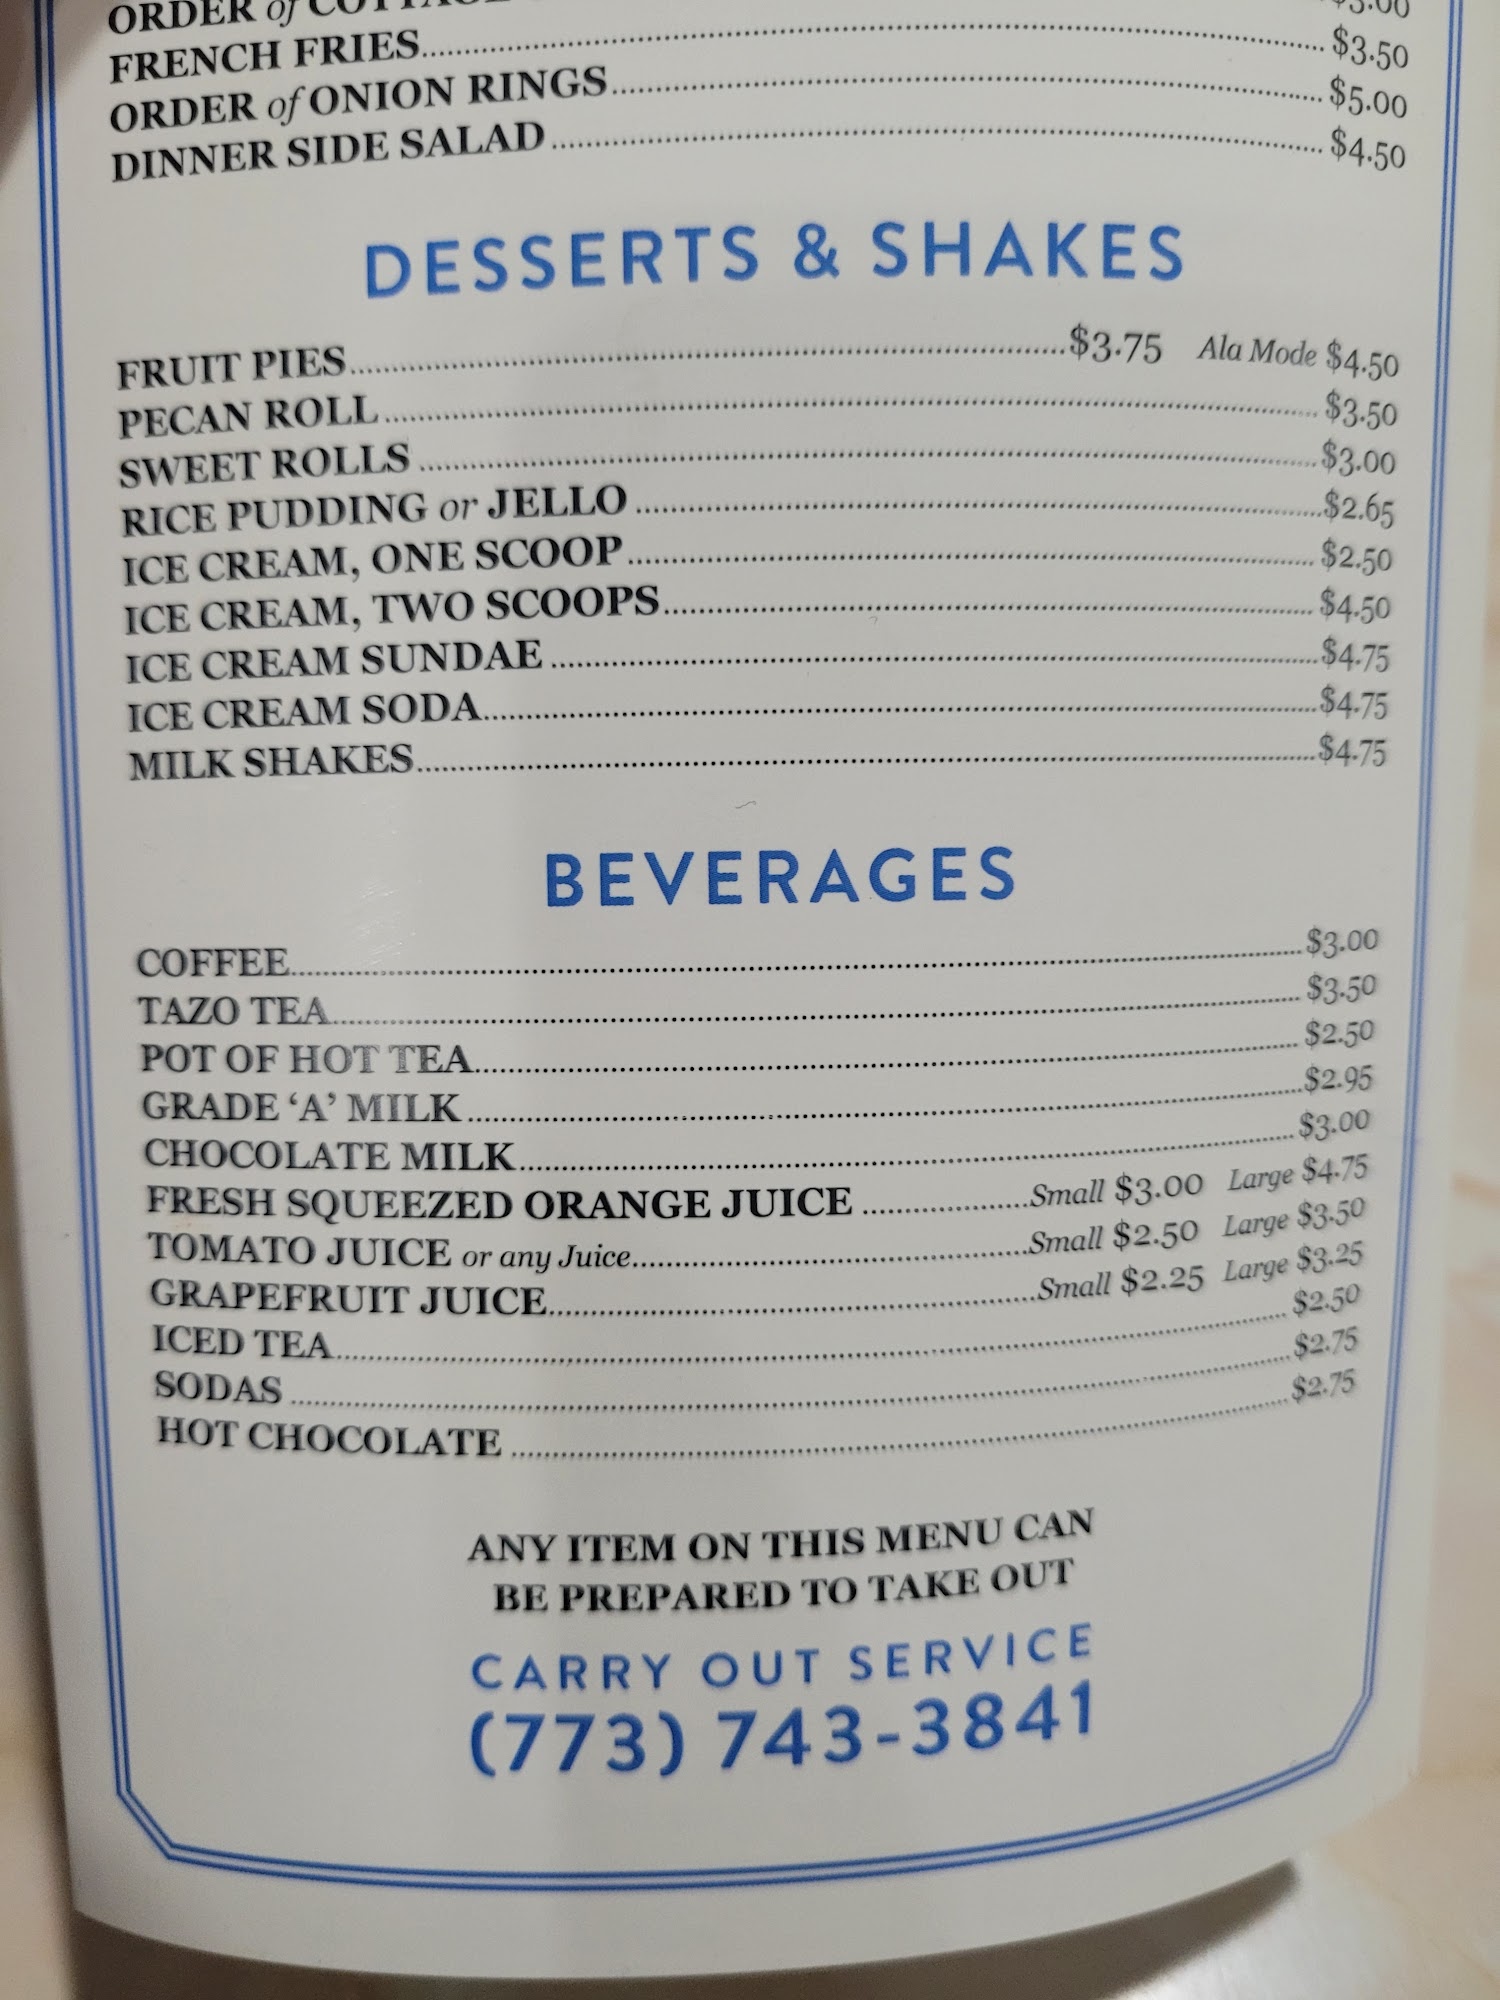 ORDER of
FRENCH FRIES $3.50
ORDER of ONION RINGS $5.00
DINNER SIDE SALAD $4.50
DESSERTS & SHAKES
FRUIT PIES $3.75 Ala Mode $4.50
PECAN ROLL $3.50
SWEET ROLLS $3.00
RICE PUDDING or JELLO $2.65
ICE CREAM, ONE SCOOP $2.50
ICE CREAM, TWO SCOOPS $4.50
ICE CREAM SUNDAE $4.75
ICE CREAM SODA $4.75
MILK SHAKES $4.75
BEVERAGES
COFFEE $3.00
TAZO TEA $3.50
POT OF HOT TEA $2.50
GRADE ‘A’ MILK $2.95
CHOCOLATE MILK $3.00
FRESH SQUEEZED ORANGE JUICE Small $3.00 Large $4.75
TOMATO JUICE or any Juice Small $2.50 Large $3.50
GRAPEFRUIT JUICE Small $2.25 Large $3.25
ICED TEA $2.50
SODAS $2.75
HOT CHOCOLATE $2.75
ANY ITEM ON THIS MENU CAN
BE PREPARED TO TAKE OUT
CARRY OUT SERVICE
(773) 743-3841